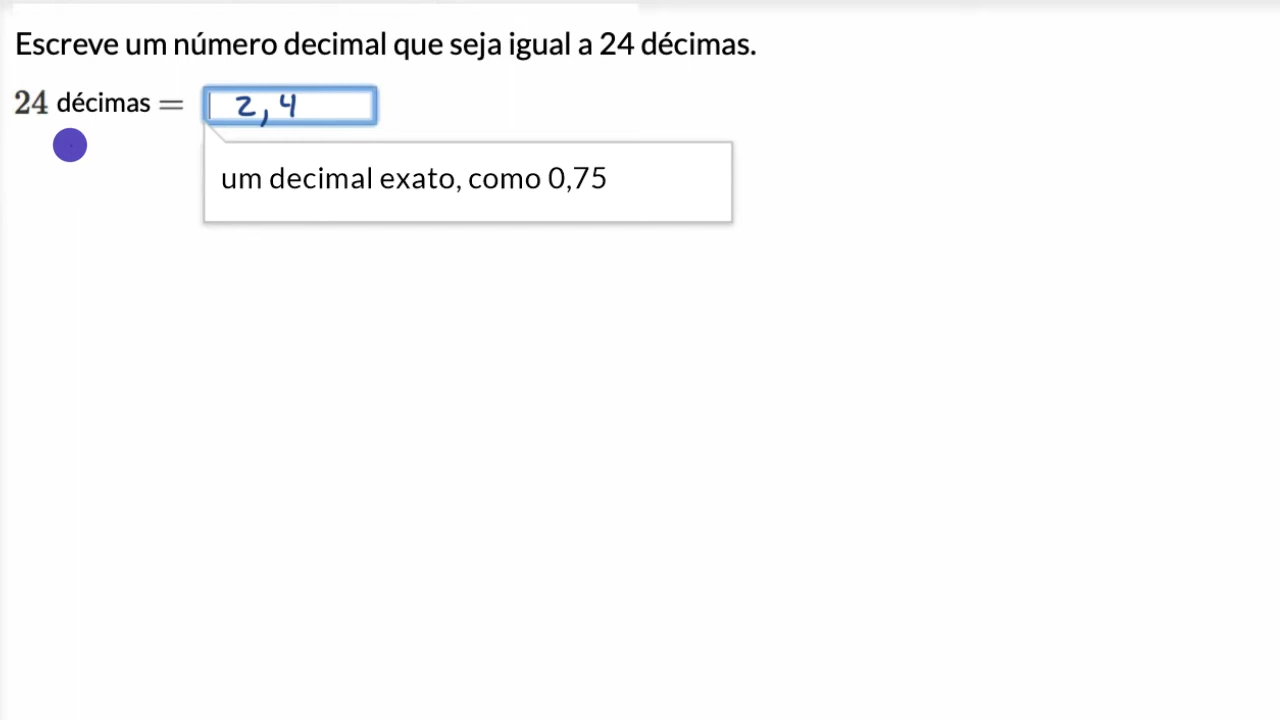 Escreve um número decimal que seja igual a 24 décimas.
24 décimas = 2,4
um decimal exato, como 0,75